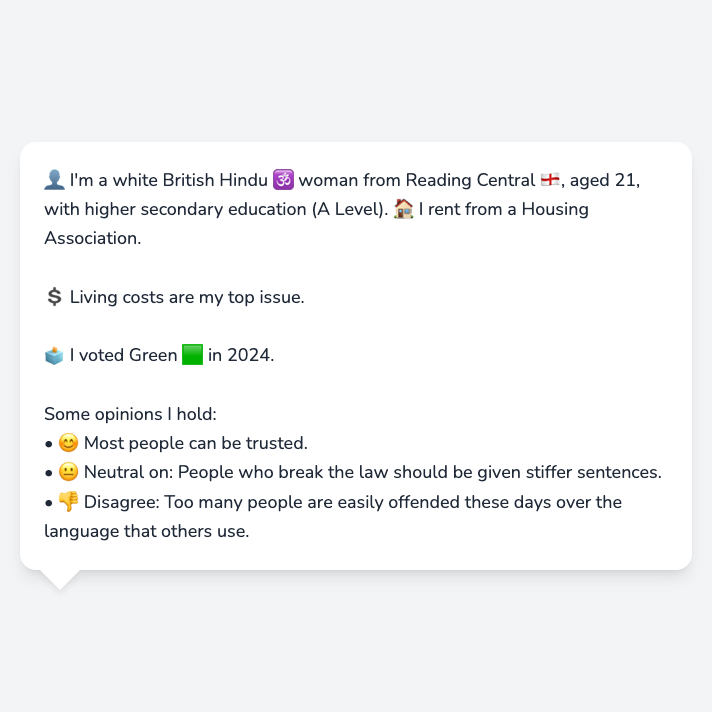 👤 I'm a white British Hindu 🕉️ woman from Reading Central 🏴󠁧󠁢󠁥󠁮󠁧󠁿, aged 21,
with higher secondary education (A Level). 🏠 I rent from a Housing
Association.
💲 Living costs are my top issue.
🗳️ I voted Green 🟩 in 2024.
Some opinions I hold:
• 😊 Most people can be trusted.
• 😐 Neutral on: People who break the law should be given stiffer sentences.
• 👎 Disagree: Too many people are easily offended these days over the
language that others use.